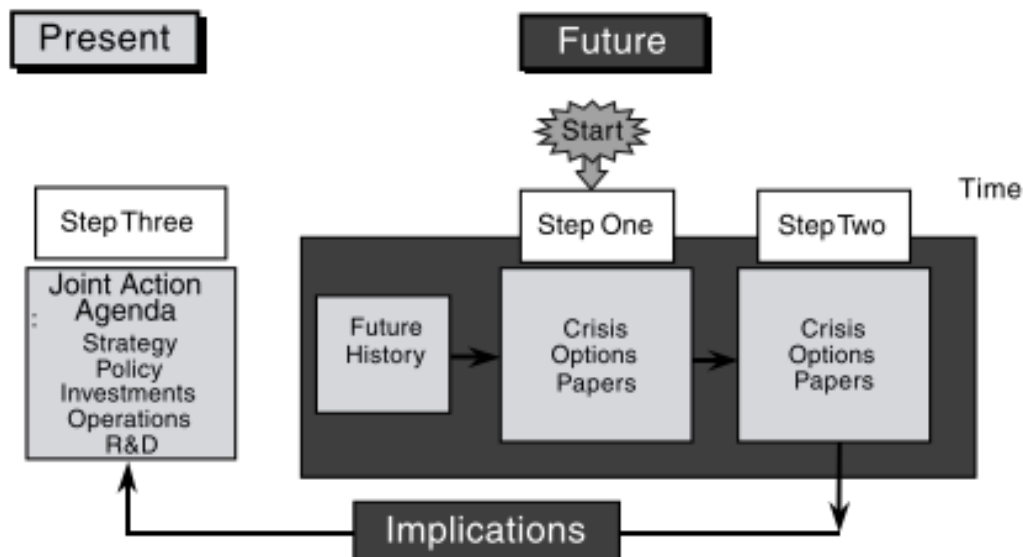 Present
Future
Start
Time
Step Three
Step One
Step Two
Joint Action
Agenda
Strategy
Policy
Investments
Operations
R&D
Future
History
Crisis
Options
Papers
Crisis
Options
Papers
Implications